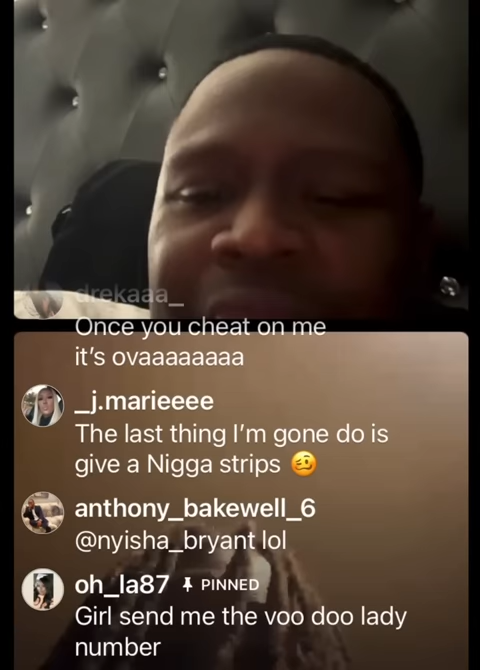 drekaaa_
Once you cheat on me
it's ovaaaaaaaa
_j.marieeee
The last thing I'm gone do is
give a Nigga strips 🥴
anthony_bakewell_6
@nyisha_bryant lol
oh_la87 📌 PINNED
Girl send me the voo doo lady
number